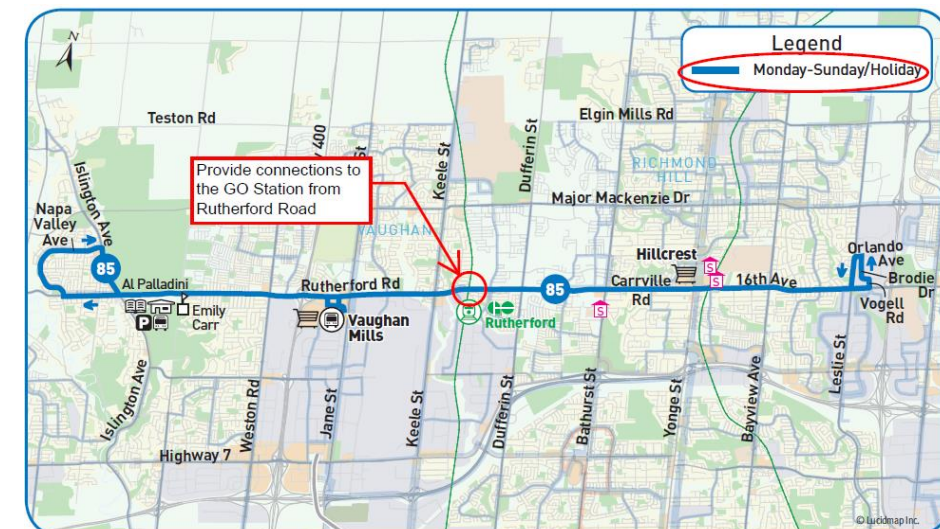 N
Legend
Monday-Sunday/Holiday
Teston Rd
Elgin Mills Rd
RICHMOND
HILL
Provide connections to
the GO Station from
Rutherford Road
Keele St
Dufferin St
Islington Ave
Napa
Valley
Ave
Major Mackenzie Dr
VAUGHAN
85
Al Palladini
Rutherford Rd
Emily
Carr
P
Vaughan
Mills
85
GO
Rutherford
Hillcrest
Carrville
Rd
16th Ave
S
S
S
Orlando
Ave
Brodie
Dr
Vogell
Rd
Islington Ave
Weston Rd
Jane St
Keele St
Dufferin St
Bathurst St
Yonge St
Bayview Ave
Leslie St
Highway 7
© Lucidmap Inc.